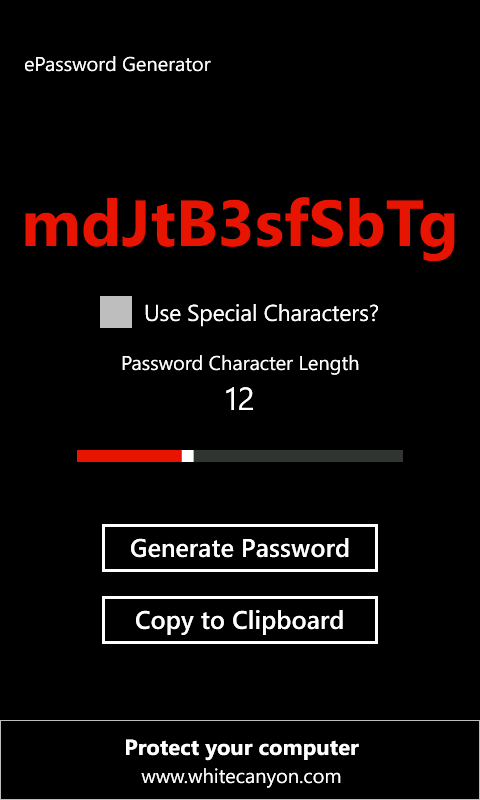 ePassword Generator
mdJtB3sfSbTg
Use Special Characters?
Password Character Length
12
Generate Password
Copy to Clipboard
Protect your computer
www.whitecanyon.com